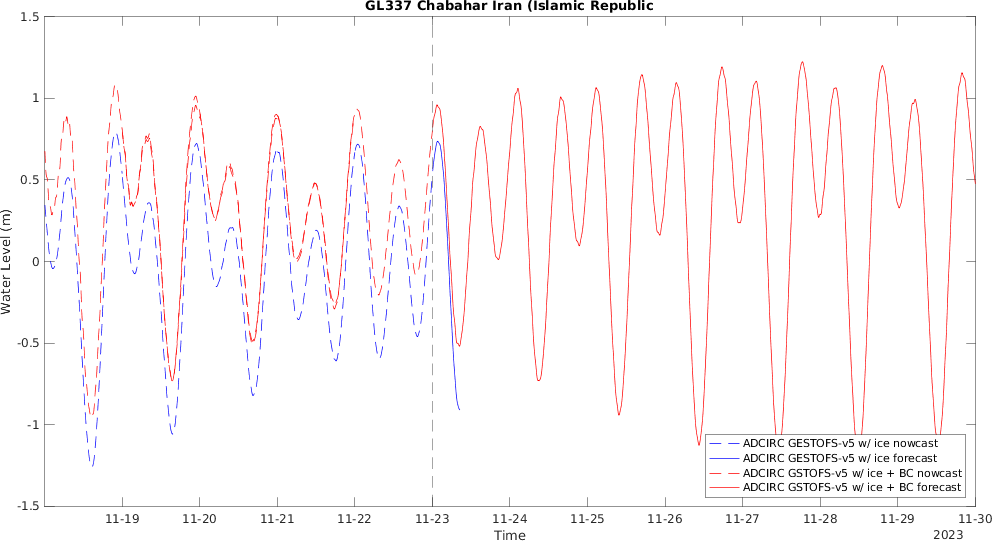 GL337 Chabahar Iran (Islamic Republic
1.5
1
0.5
0
-0.5
-1
-1.5
Water Level (m)
ADCIRC GESTOFS-v5 w/ ice nowcast
ADCIRC GESTOFS-v5 w/ ice forecast
ADCIRC GSTOFS-v5 w/ ice + BC nowcast
ADCIRC GSTOFS-v5 w/ ice + BC forecast
11-19 11-20 11-21 11-22 11-23 11-24 11-25 11-26 11-27 11-28 11-29 11-30
Time
2023